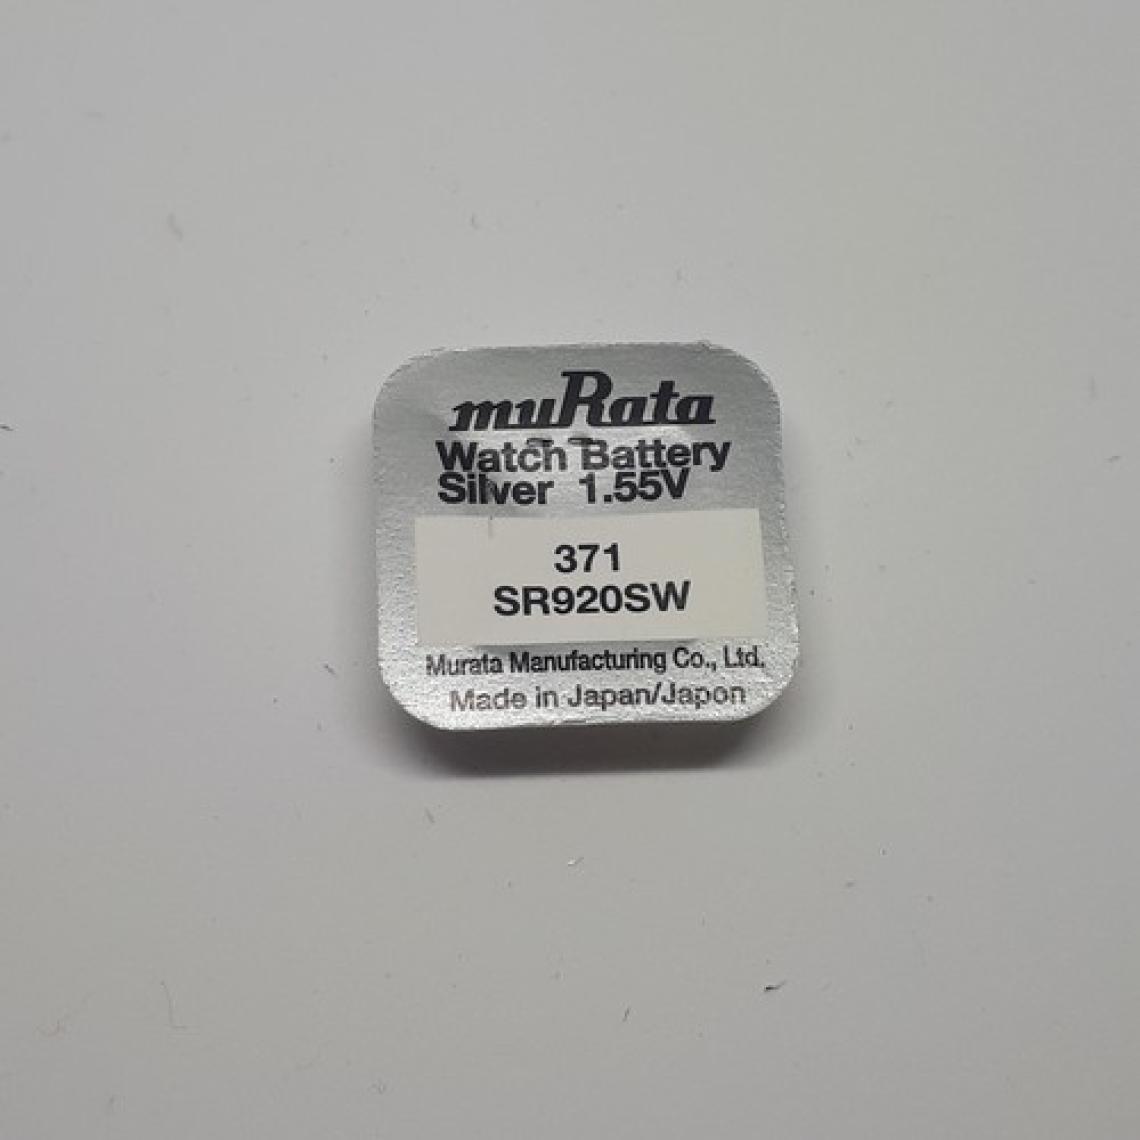 muRata
Watch Battery
Silver 1.55V
371
SR920SW
Murata Manufacturing Co., Ltd.
Made in Japan/Japon